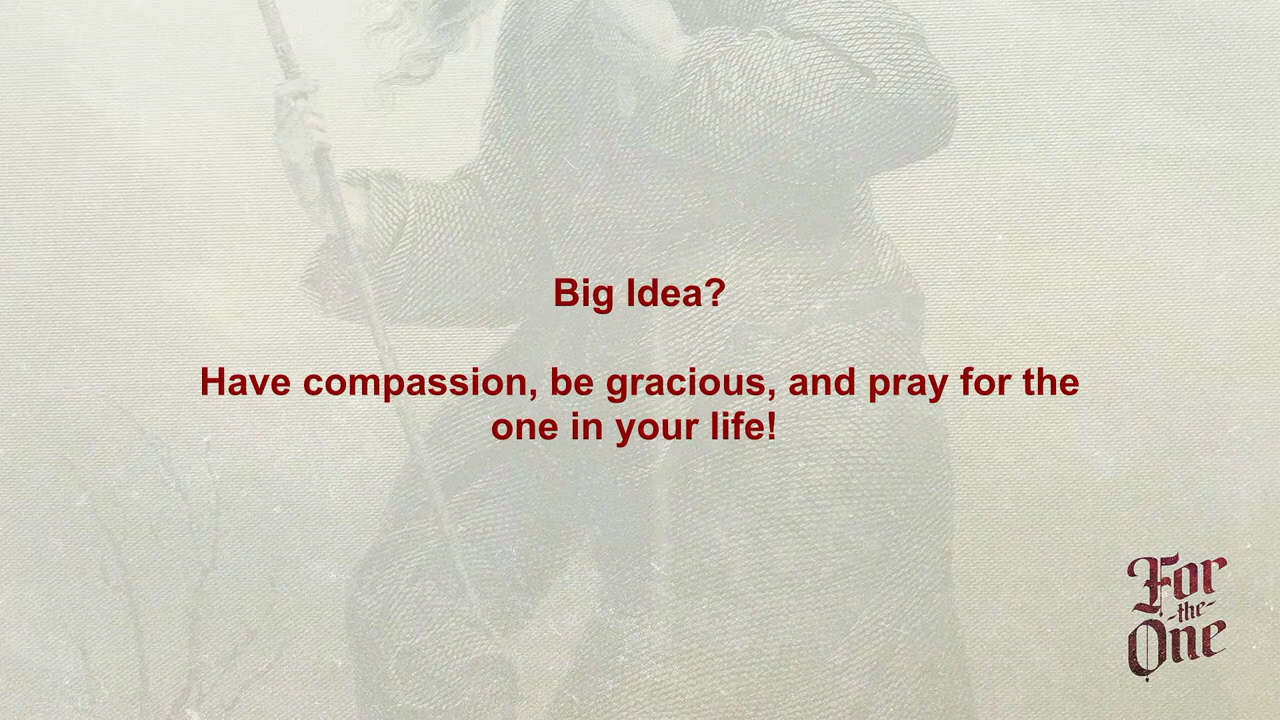 Big Idea?
Have compassion, be gracious, and pray for the
one in your life!
For
-the-
One